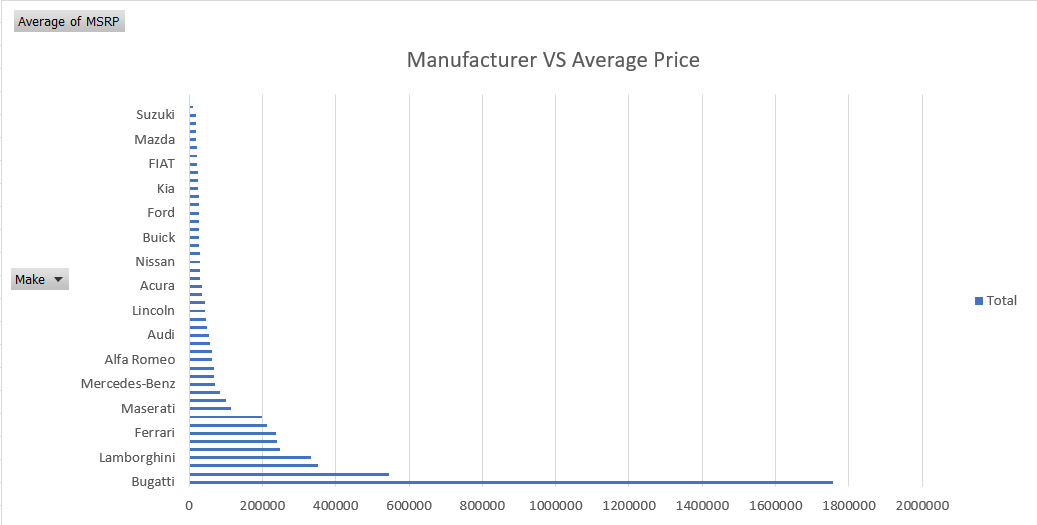 Average of MSRP
Manufacturer VS Average Price
Suzuki
Mazda
FIAT
Kia
Ford
Buick
Nissan
Make
Acura
Lincoln
Total
Audi
Alfa Romeo
Mercedes-Benz
Maserati
Ferrari
Lamborghini
Bugatti
0 200000 400000 600000 800000 1000000 1200000 1400000 1600000 1800000 2000000